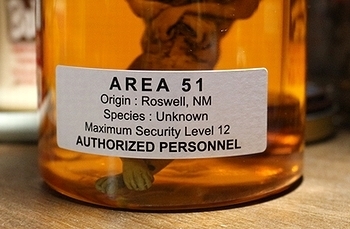 AREA 51
Origin : Roswell, NM
Species : Unknown
Maximum Security Level 12
AUTHORIZED PERSONNEL